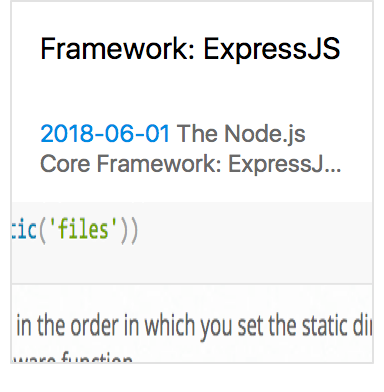 Framework: ExpressJS
2018-06-01 The Node.js
Core Framework: ExpressJ...
tic('files'))
in the order in which you set the static
ware function